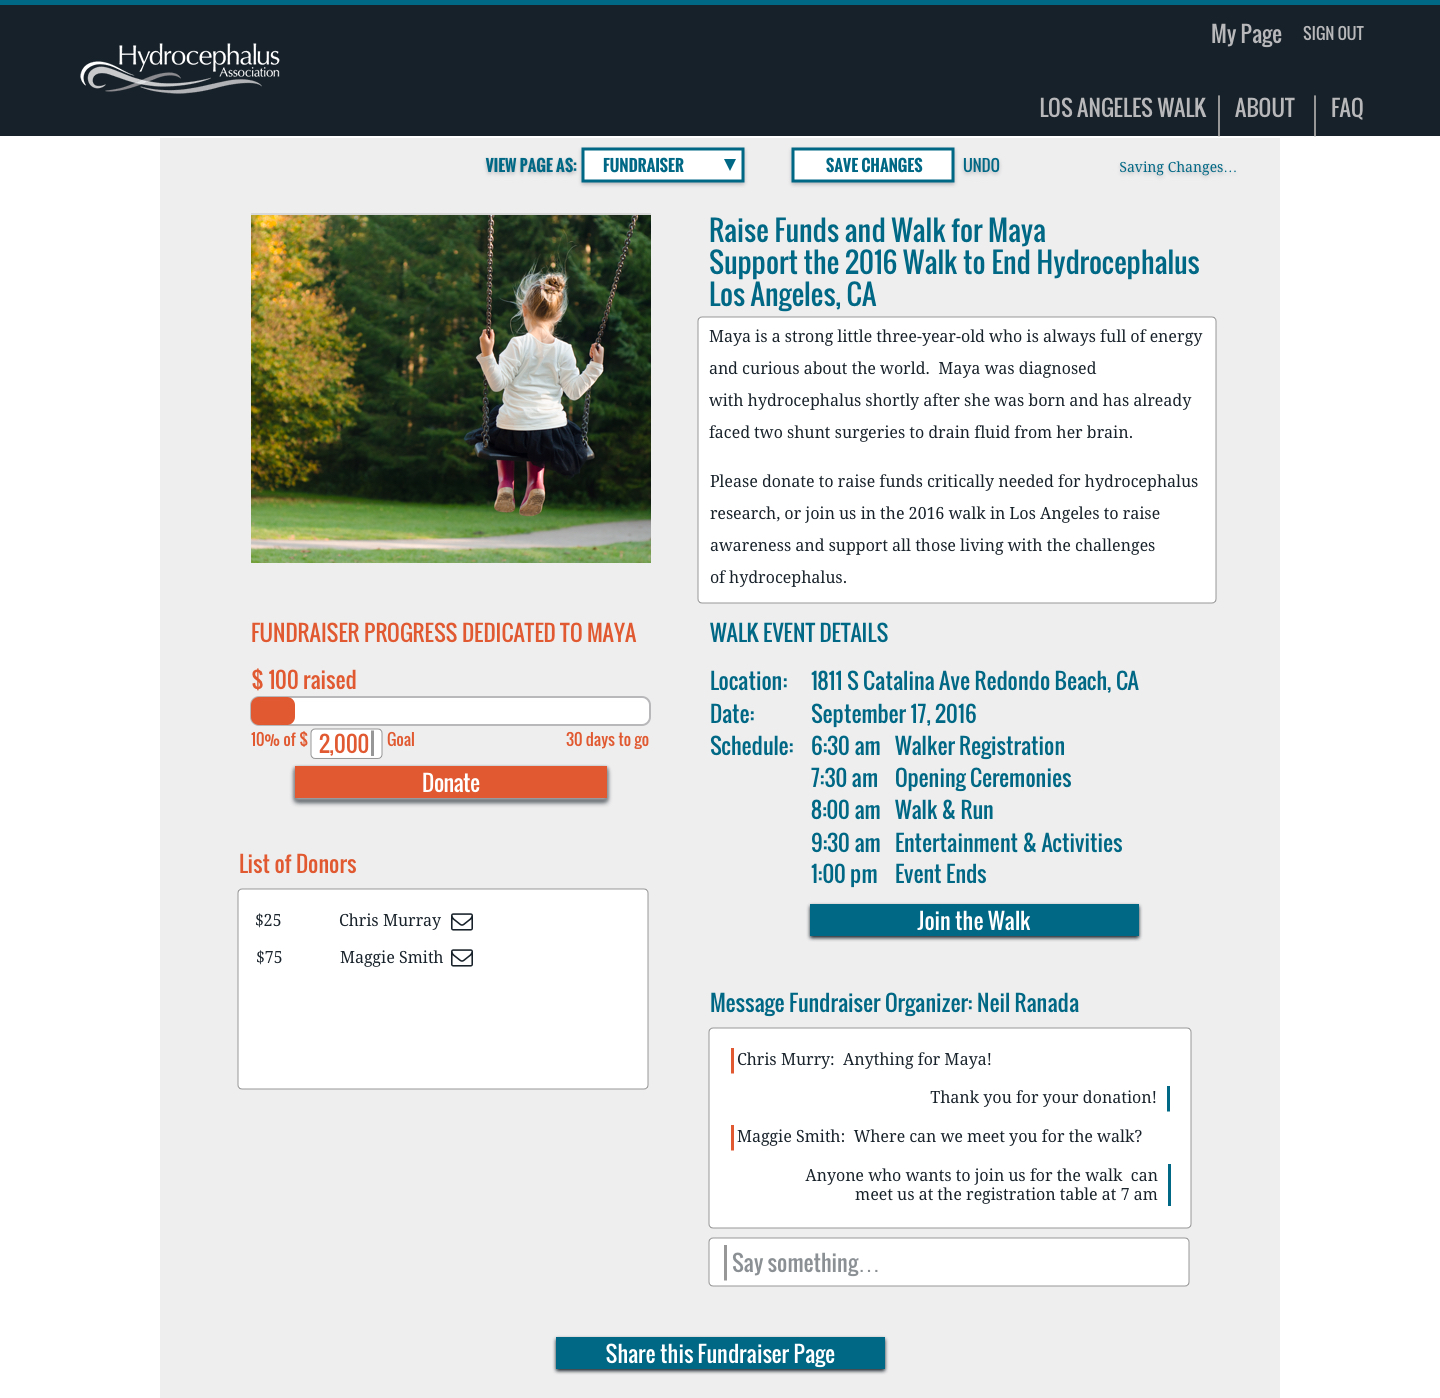 Hydrocephalus
Association
My Page SIGN OUT
LOS ANGELES WALK ABOUT FAQ
VIEW PAGE AS: FUNDRAISER ▼ SAVE CHANGES UNDO Saving Changes...
Raise Funds and Walk for Maya
Support the 2016 Walk to End Hydrocephalus
Los Angeles, CA
Maya is a strong little three-year-old who is always full of energy
and curious about the world.  Maya was diagnosed
with hydrocephalus shortly after she was born and has already
faced two shunt surgeries to drain fluid from her brain.
Please donate to raise funds critically needed for hydrocephalus
research, or join us in the 2016 walk in Los Angeles to raise
awareness and support all those living with the challenges
of hydrocephalus.
FUNDRAISER PROGRESS DEDICATED TO MAYA
$ 100 raised
10% of $ 2,000 Goal 30 days to go
Donate
List of Donors
$25 Chris Murray
$75 Maggie Smith
WALK EVENT DETAILS
Location: 1811 S Catalina Ave Redondo Beach, CA
Date: September 17, 2016
Schedule: 6:30 am Walker Registration
7:30 am Opening Ceremonies
8:00 am Walk & Run
9:30 am Entertainment & Activities
1:00 pm Event Ends
Join the Walk
Message Fundraiser Organizer: Neil Ranada
Chris Murry:  Anything for Maya!
Thank you for your donation!
Maggie Smith:  Where can we meet you for the walk?
Anyone who wants to join us for the walk  can
meet us at the registration table at 7 am
Say something...
Share this Fundraiser Page